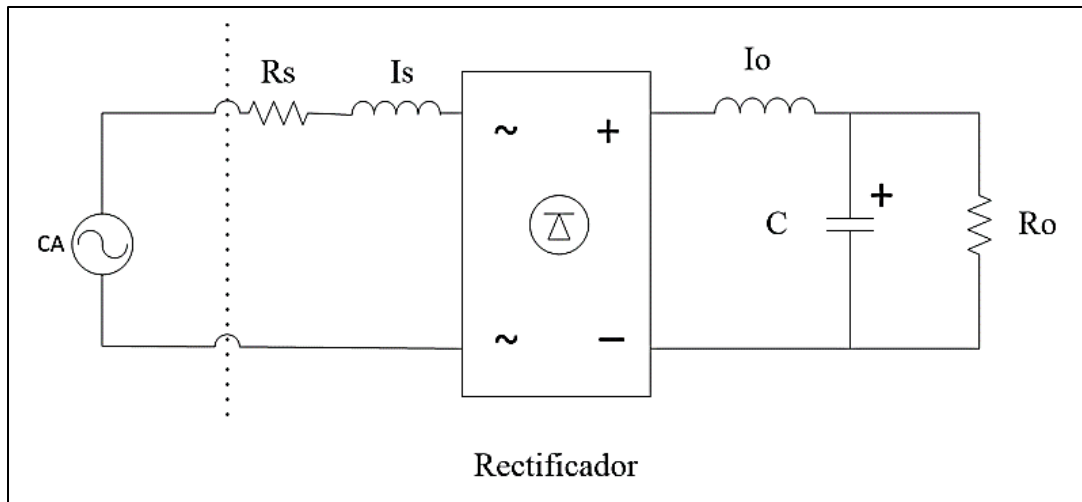 Rs
Is
Io
~
+
CA
C
+
Ro
~
−
Rectificador